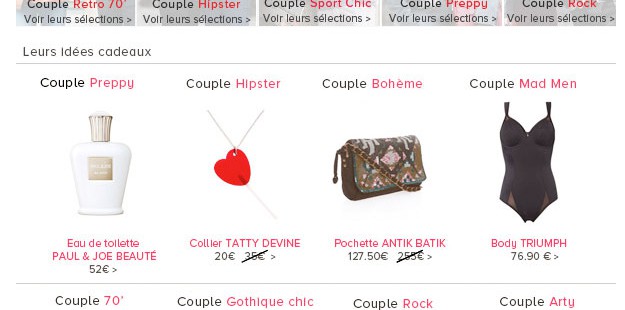 Couple Retro 70' Couple Hipster Couple Sport Chic Couple Preppy Couple Rock
Voir leurs sélections > Voir leurs sélections > Voir leurs sélections > Voir leurs sélections > Voir leurs sélections >
Leurs idées cadeaux
Couple Preppy Couple Hipster Couple Bohème Couple Mad Men
Eau de toilette Collier TATTY DEVINE Pochette ANTIK BATIK Body TRIUMPH
PAUL & JOE BEAUTÉ 20€ 35€ > 127.50€ 255€ > 76.90 € >
52€ >
Couple 70' Couple Gothique chic Couple Rock Couple Arty